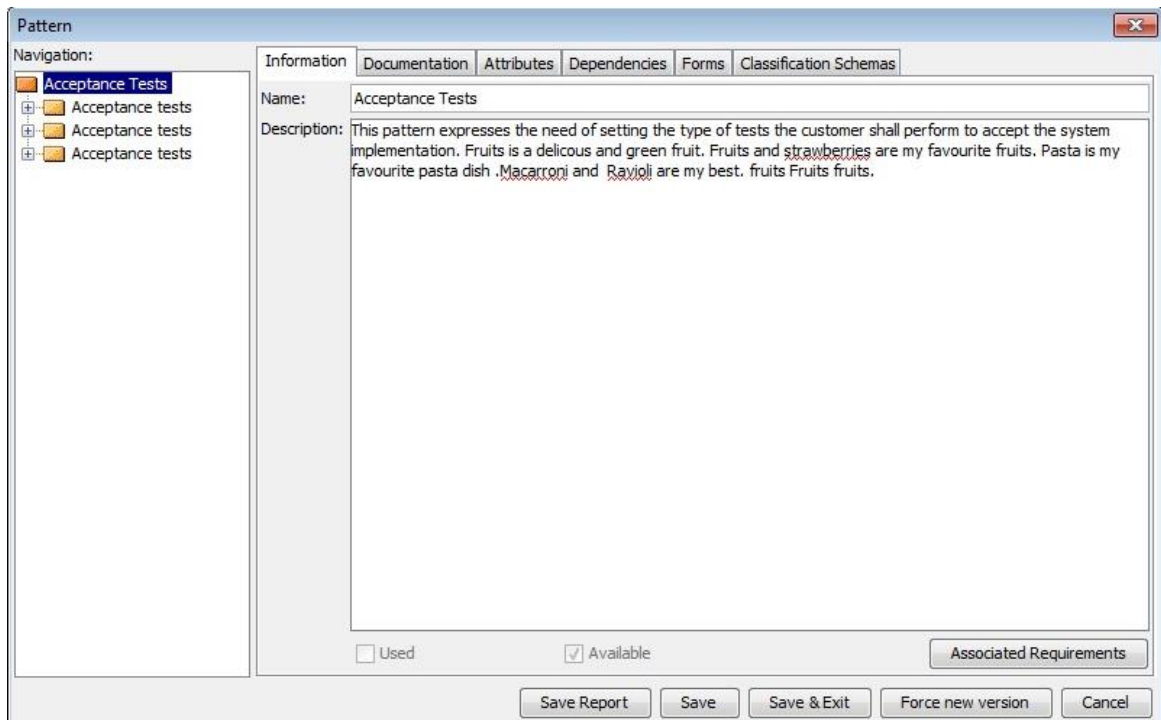 Pattern
Navigation:
Acceptance Tests
Acceptance tests
Acceptance tests
Acceptance tests
Information Documentation Attributes Dependencies Forms Classification Schemas
Name: Acceptance Tests
Description: This pattern expresses the need of setting the type of tests the customer shall perform to accept the system
implementation. Fruits is a delicous and green fruit. Fruits and strawberries are my favourite fruits. Pasta is my
favourite pasta dish .Macarroni and  Ravioli are my best. fruits Fruits fruits.
Used Available Associated Requirements
Save Report Save Save & Exit Force new version Cancel